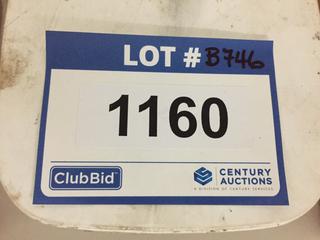 LOT # B746
1160
ClubBid
CENTURY
AUCTIONS
A DIVISION OF CENTURY SERVICES